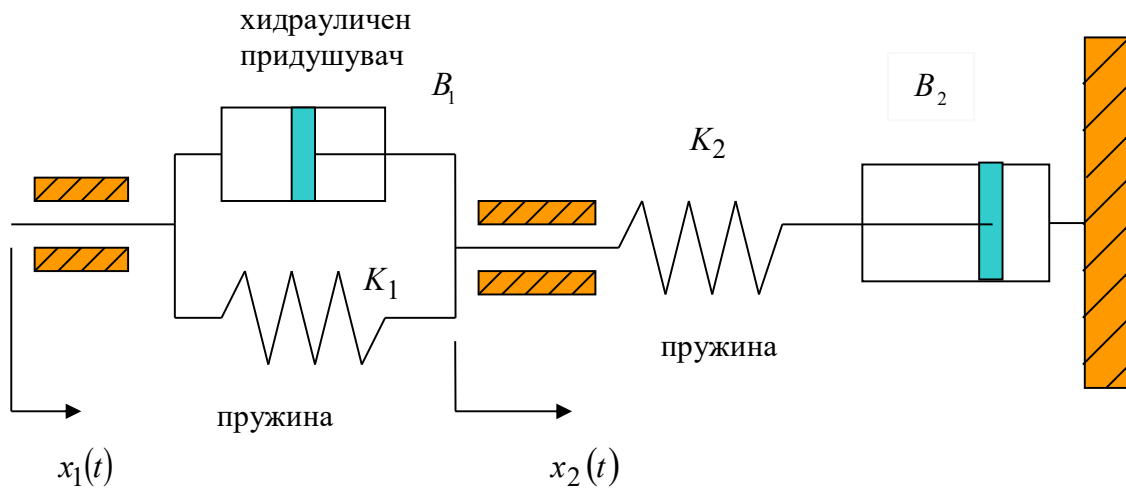 хидрауличен
придушувач
B₁
B₂
K₂
K₁
пружина
пружина
x₁(t)
x₂(t)